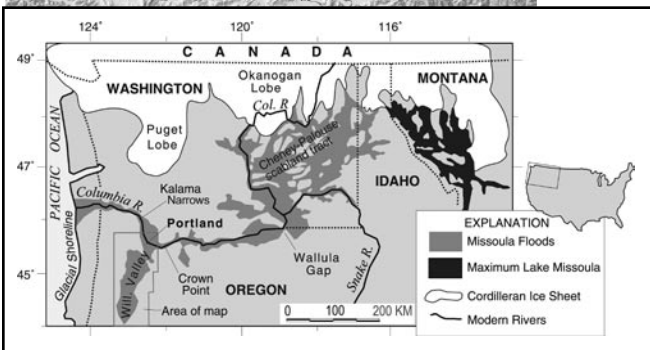 124°
120°
116°
49°
47°
45°
CANADA
WASHINGTON
Okanogan
Lobe
Col. R.
MONTANA
Puget
Lobe
Cheney-Palouse
scabland tract
PACIFIC OCEAN
Glacial Shoreline
Columbia R.
Kalama
Narrows
Portland
IDAHO
Wallula
Gap
Snake R.
Crown
Point
OREGON
Will. Valley
Area of map
0 100 200 KM
EXPLANATION
Missoula Floods
Maximum Lake Missoula
Cordilleran Ice Sheet
Modern Rivers